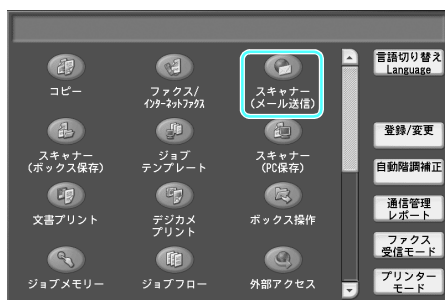 コピー
ファクス/
インターネットファクス
スキャナー
(メール送信)
言語切り替え
Language
スキャナー
(ボックス保存)
ジョブ
テンプレート
スキャナー
(PC保存)
登録/変更
自動階調補正
文書プリント
デジカメ
プリント
ボックス操作
通信管理
レポート
ファクス
受信モード
ジョブメモリー
ジョブフロー
外部アクセス
プリンター
モード